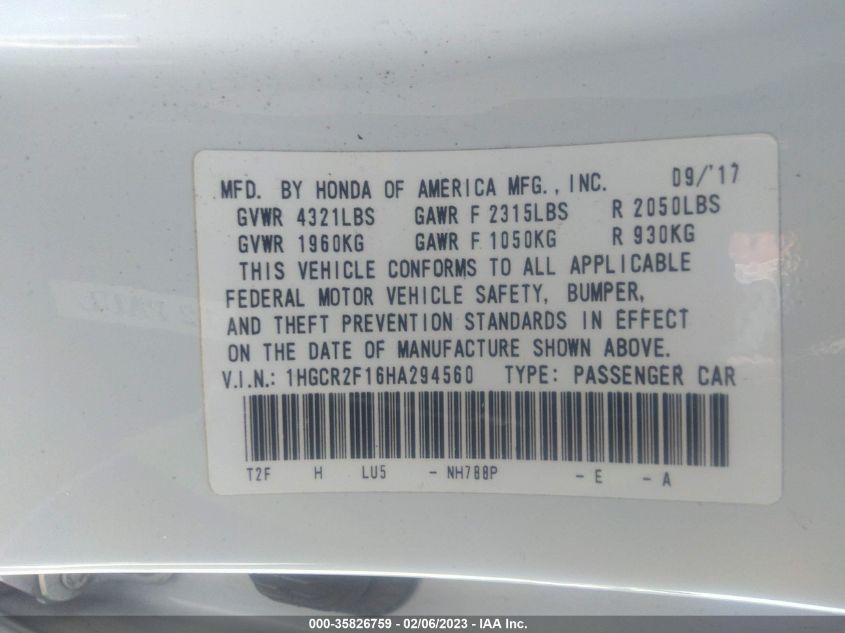 MFD. BY HONDA OF AMERICA MFG., INC. 09/'17
GVWR 4321LBS GAWR F 2315LBS R 2050LBS
GVWR 1960KG GAWR F 1050KG R 930KG
THIS VEHICLE CONFORMS TO ALL APPLICABLE
FEDERAL MOTOR VEHICLE SAFETY, BUMPER,
AND THEFT PREVENTION STANDARDS IN EFFECT
ON THE DATE OF MANUFACTURE SHOWN ABOVE.
V.I.N.: 1HGCR2F16HA294560 TYPE: PASSENGER CAR
T2F H LU5 - NH788P - E - A
000-35826759 - 02/06/2023 - IAA Inc.